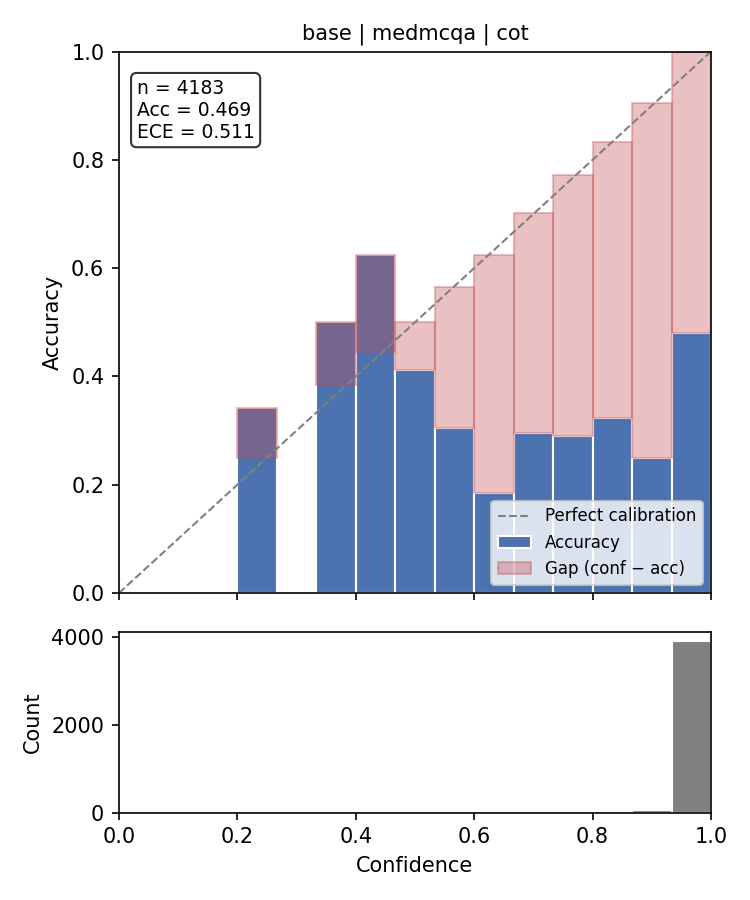 base | medmcqa | cot
n = 4183
Acc = 0.469
ECE = 0.511
1.0
0.8
0.6
0.4
0.2
0.0
Accuracy
Perfect calibration
Accuracy
Gap (conf − acc)
4000
2000
0
Count
0.0 0.2 0.4 0.6 0.8 1.0
Confidence